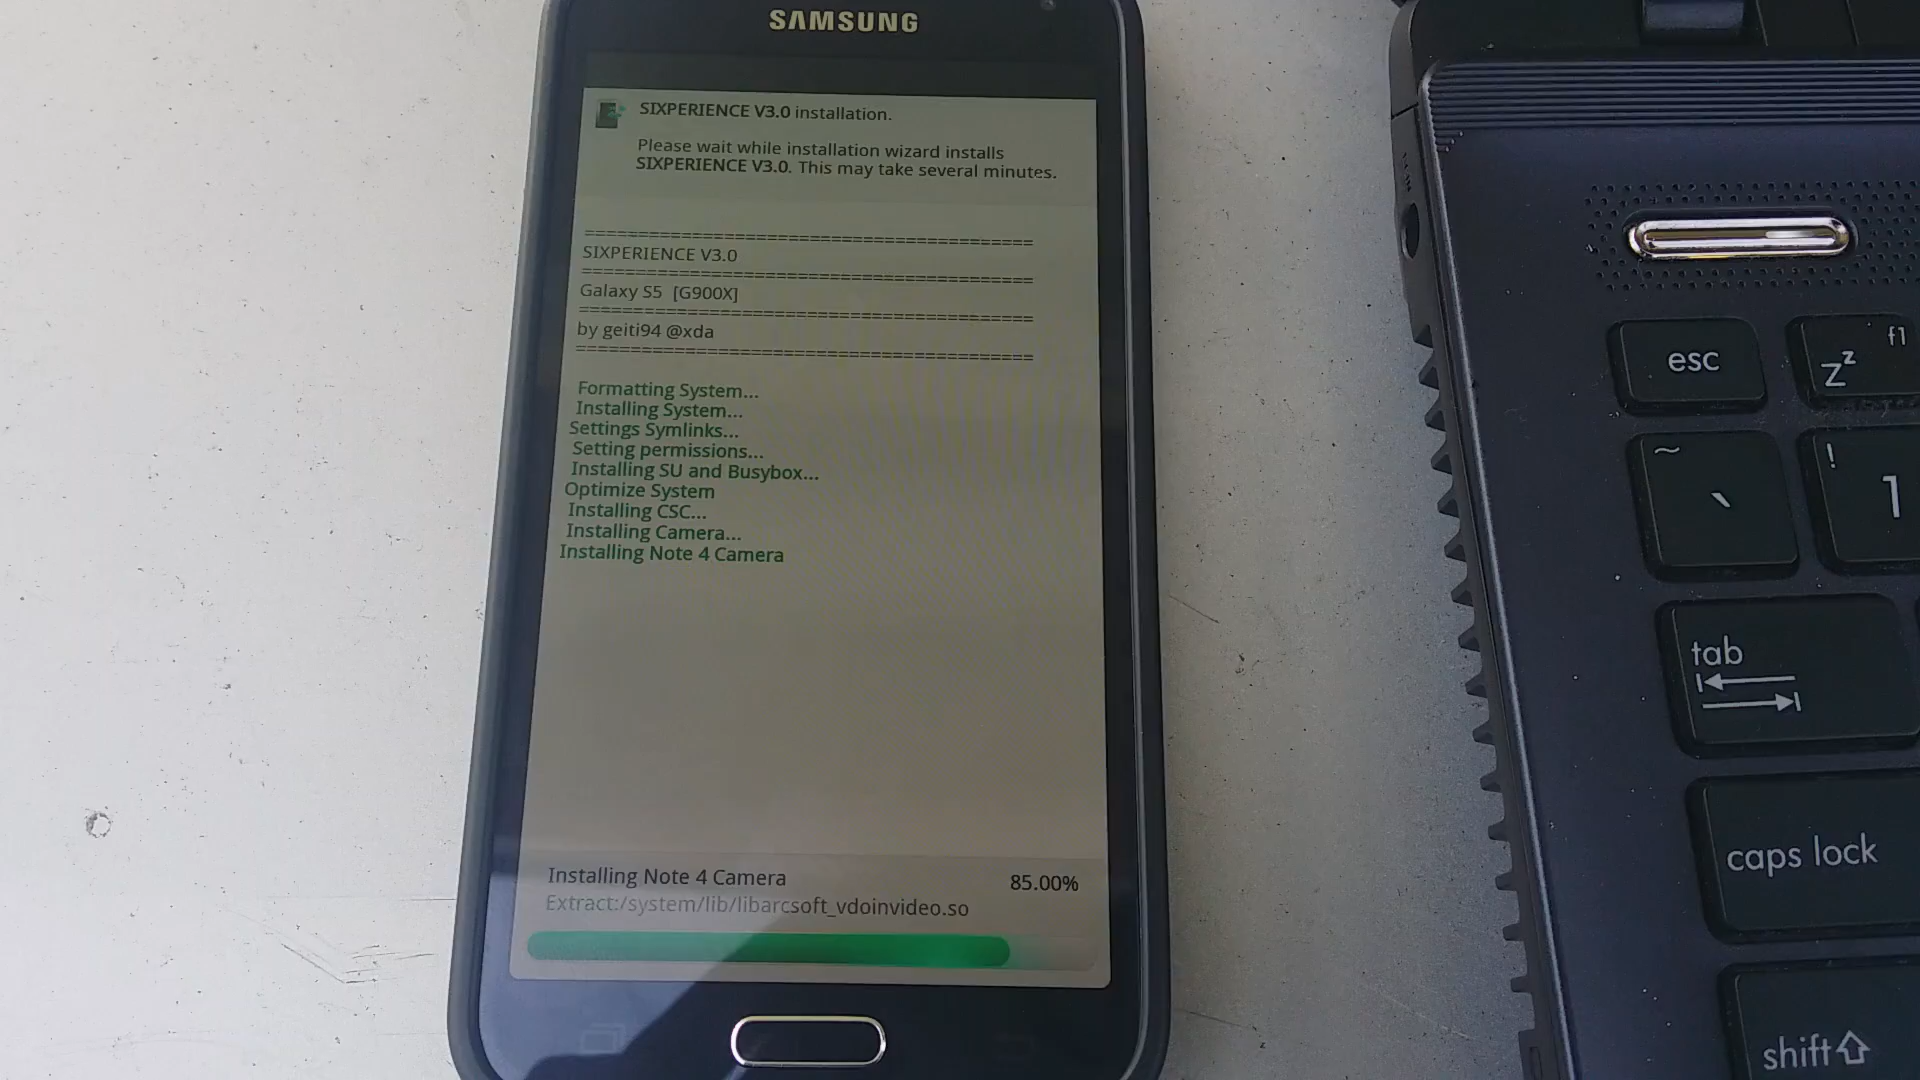 SAMSUNG
SIXPERIENCE V3.0 installation.
Please wait while installation wizard installs
SIXPERIENCE V3.0. This may take several minutes.
==========================================
SIXPERIENCE V3.0
==========================================
Galaxy S5 [G900X]
==========================================
by geiti94 @xda
==========================================
Formatting System...
Installing System...
Settings Symlinks...
Setting permissions...
Installing SU and Busybox...
Optimize System
Installing CSC...
Installing Camera...
Installing Note 4 Camera
Installing Note 4 Camera 85.00%
Extract:/system/lib/libarcsoft_vdoinvideo.so
esc
f1
zz
~
`
!
1
tab
caps lock
shift